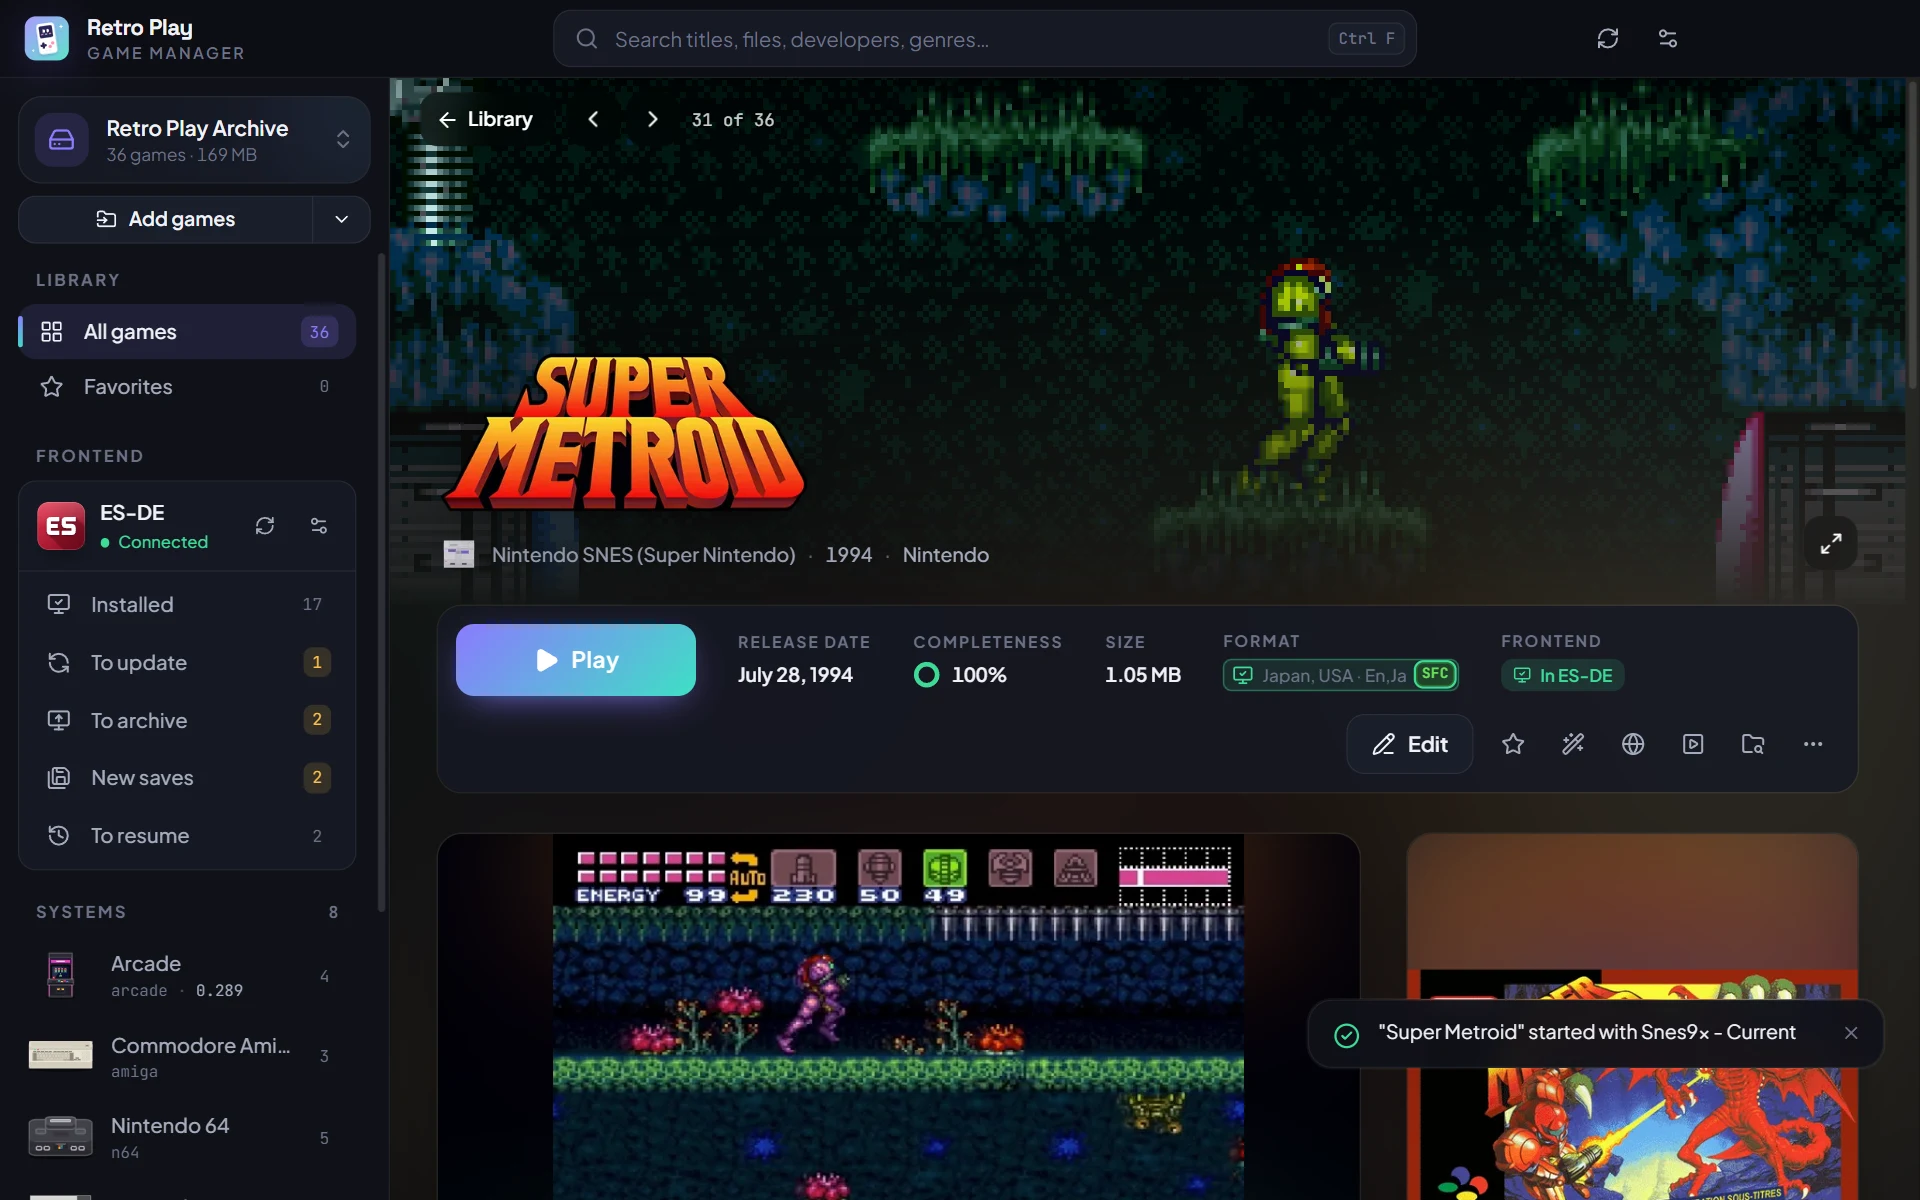 Retro Play
GAME MANAGER
Search titles, files, developers, genres...
Ctrl F
Retro Play Archive
36 games · 169 MB
Add games
LIBRARY
All games
36
Favorites
0
FRONTEND
ES
ES-DE
Connected
Installed
17
To update
1
To archive
2
New saves
2
To resume
2
SYSTEMS
8
Arcade
4
arcade · 0.289
Commodore Ami...
3
amiga
Nintendo 64
5
n64
Library
31 of 36
SUPER
METROID
Nintendo SNES (Super Nintendo) · 1994 · Nintendo
Play
RELEASE DATE
July 28, 1994
COMPLETENESS
100%
SIZE
1.05 MB
FORMAT
Japan, USA · En,Ja
SFC
FRONTEND
In ES-DE
Edit
AUTO
ENERGY 99
230
50
49
"Super Metroid" started with Snes9x - Current
SOUS-TITRES